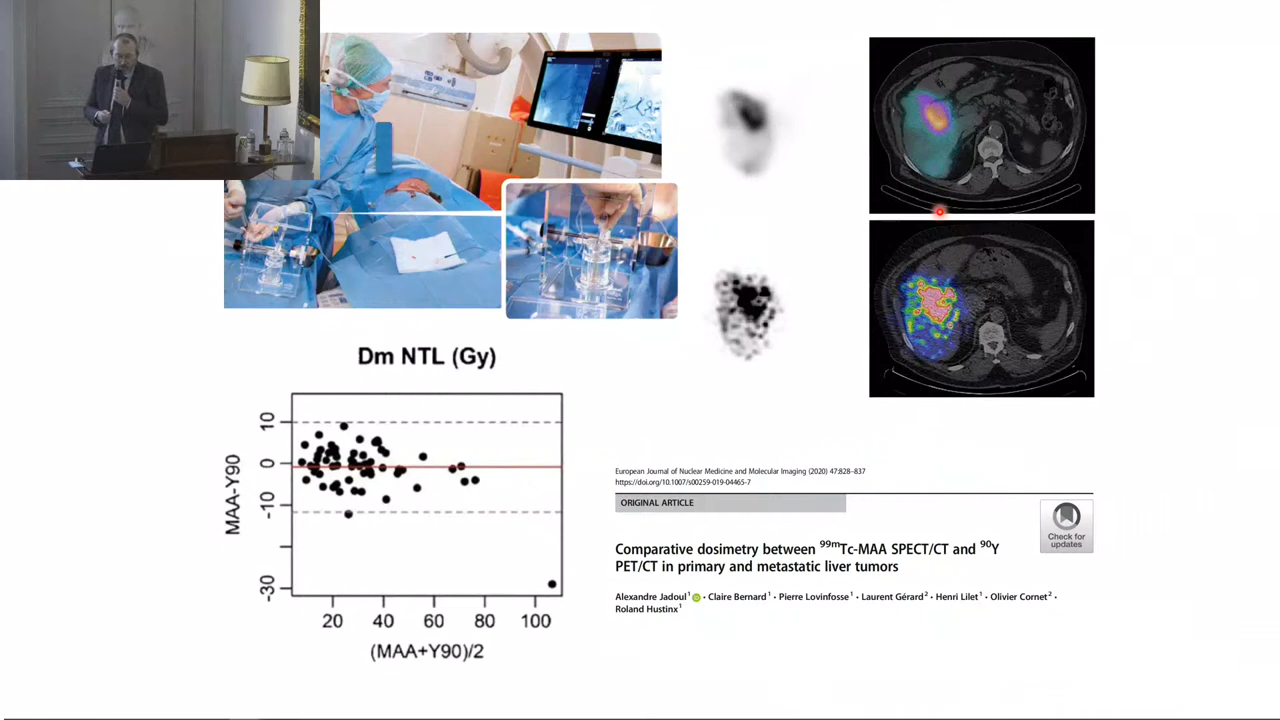 Dm NTL (Gy)
MAA-Y90
10
0
-10
-30
20
40
60
80
100
(MAA+Y90)/2
European Journal of Nuclear Medicine and Molecular Imaging (2020) 47:828–837
https://doi.org/10.1007/s00259-019-04465-7
ORIGINAL ARTICLE
Check for
updates
Comparative dosimetry between 99mTc-MAA SPECT/CT and 90Y
PET/CT in primary and metastatic liver tumors
Alexandre Jadoul1 iD · Claire Bernard1 · Pierre Lovinfosse1 · Laurent Gérard2 · Henri Lilet1 · Olivier Cornet2 ·
Roland Hustinx1